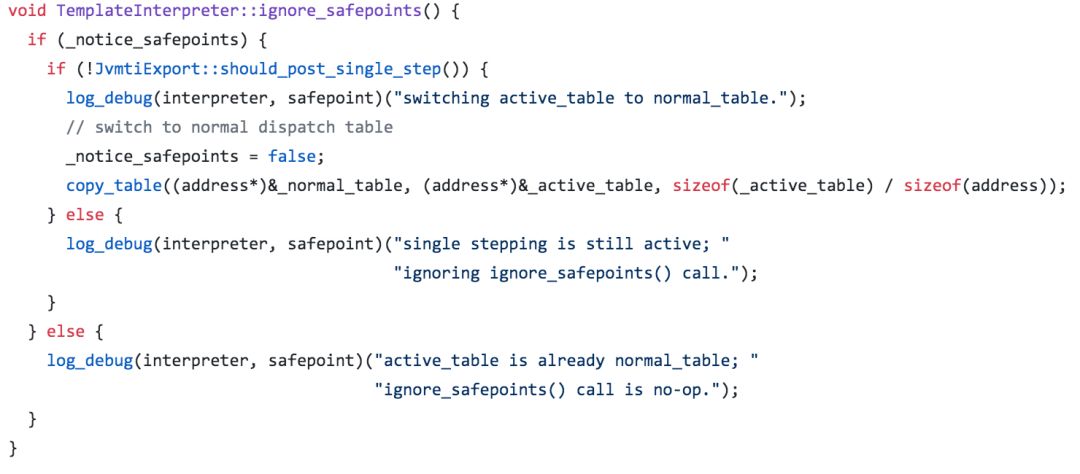 void TemplateInterpreter::ignore_safepoints() {
  if (_notice_safepoints) {
    if (!JvmtiExport::should_post_single_step()) {
      log_debug(interpreter, safepoint)("switching active_table to normal_table.");
      // switch to normal dispatch table
      _notice_safepoints = false;
      copy_table((address*)&_normal_table, (address*)&_active_table, sizeof(_active_table) / sizeof(address));
    } else {
      log_debug(interpreter, safepoint)("single stepping is still active; "
                                        "ignoring ignore_safepoints() call.");
    }
  } else {
    log_debug(interpreter, safepoint)("active_table is already normal_table; "
                                      "ignore_safepoints() call is no-op.");
  }
}